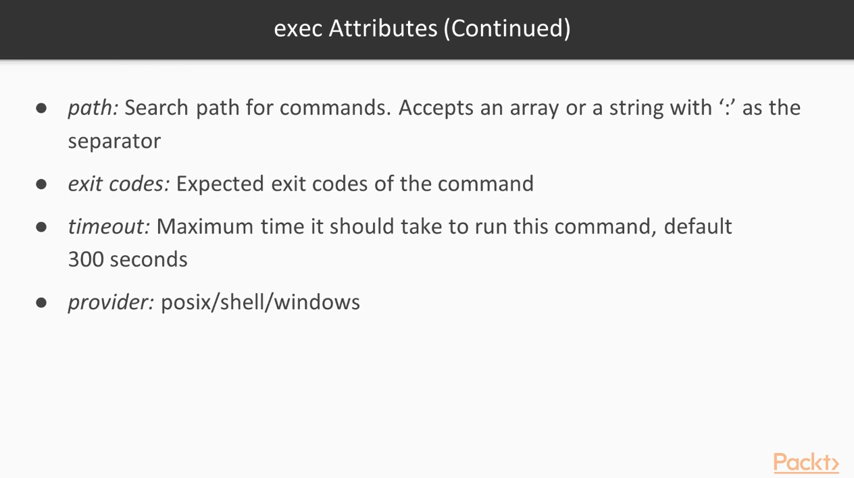 exec Attributes (Continued)
● path: Search path for commands. Accepts an array or a string with ‘:’ as the
separator
● exit codes: Expected exit codes of the command
● timeout: Maximum time it should take to run this command, default
300 seconds
● provider: posix/shell/windows
Packt>